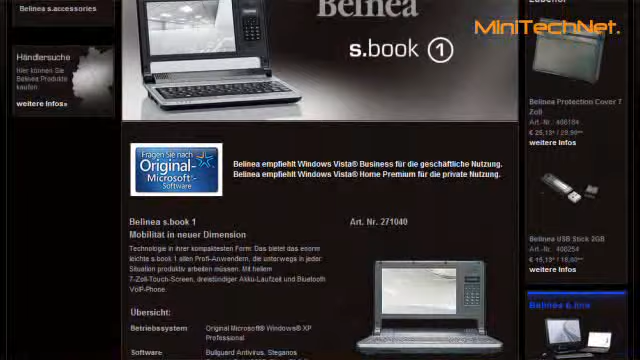 Belinea s.accessories
Händlersuche
Hier können Sie
Belinea Produkte
kaufen.
weitere Infos»
Belinea
s.book 1
MiniTechNet.
Fragen Sie nach
Original-
Microsoft®-
Software
Belinea empfiehlt Windows Vista® Business für die geschäftliche Nutzung.
Belinea empfiehlt Windows Vista® Home Premium für die private Nutzung.
Belinea s.book 1
Mobilität in neuer Dimension
Technologie in ihrer kompaktesten Form: Das bietet das enorm
leichte s.book 1 allen Profi-Anwendern, die unterwegs in jeder
Situation produktiv arbeiten müssen. Mit hellem
7-Zoll-Touch-Screen, dreistündiger Akku-Laufzeit und Bluetooth
VoIP-Phone.
Übersicht:
Betriebssystem Original Microsoft® Windows® XP
Professional
Software Bullguard Antivirus, Steganos
Art. Nr. 271040
Belinea Protection Cover 7
Zoll
Art.-Nr.: 400184
weitere Infos
Belinea USB Stick 2GB
Art.-Nr.: 400254
weitere Infos
Belinea